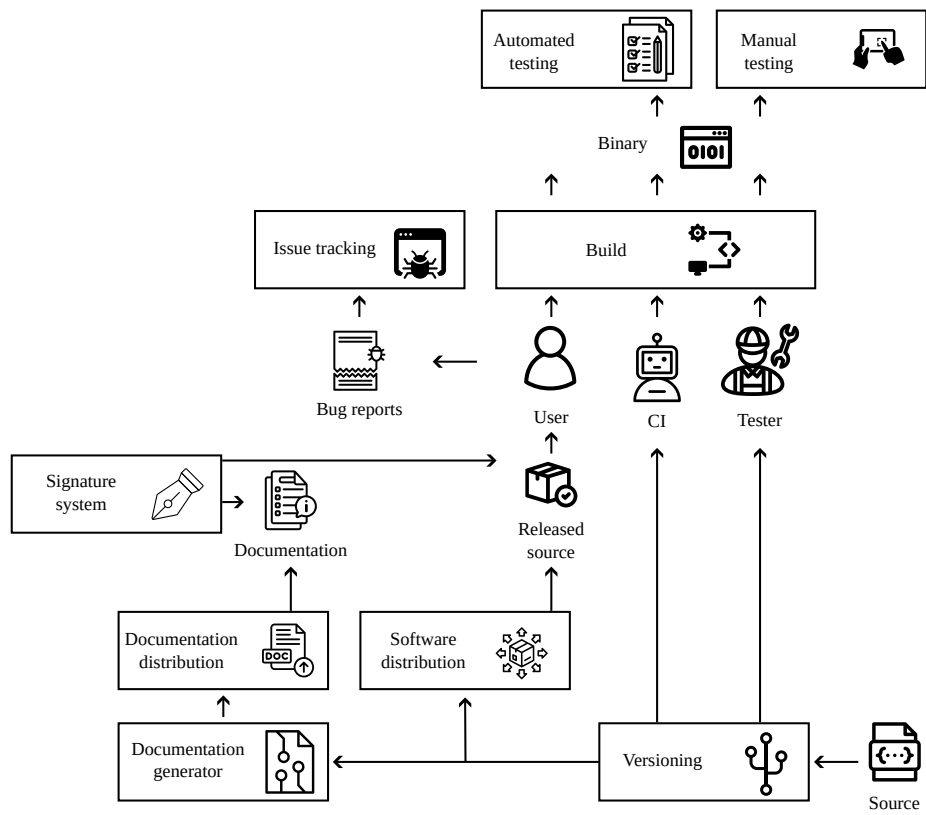 Automated
testing
Manual
testing
Binary
0101
Issue tracking
Build
Bug reports
User
CI
Tester
Signature
system
Documentation
Released
source
Documentation
distribution
DOC
Software
distribution
Documentation
generator
Versioning
{...}
Source